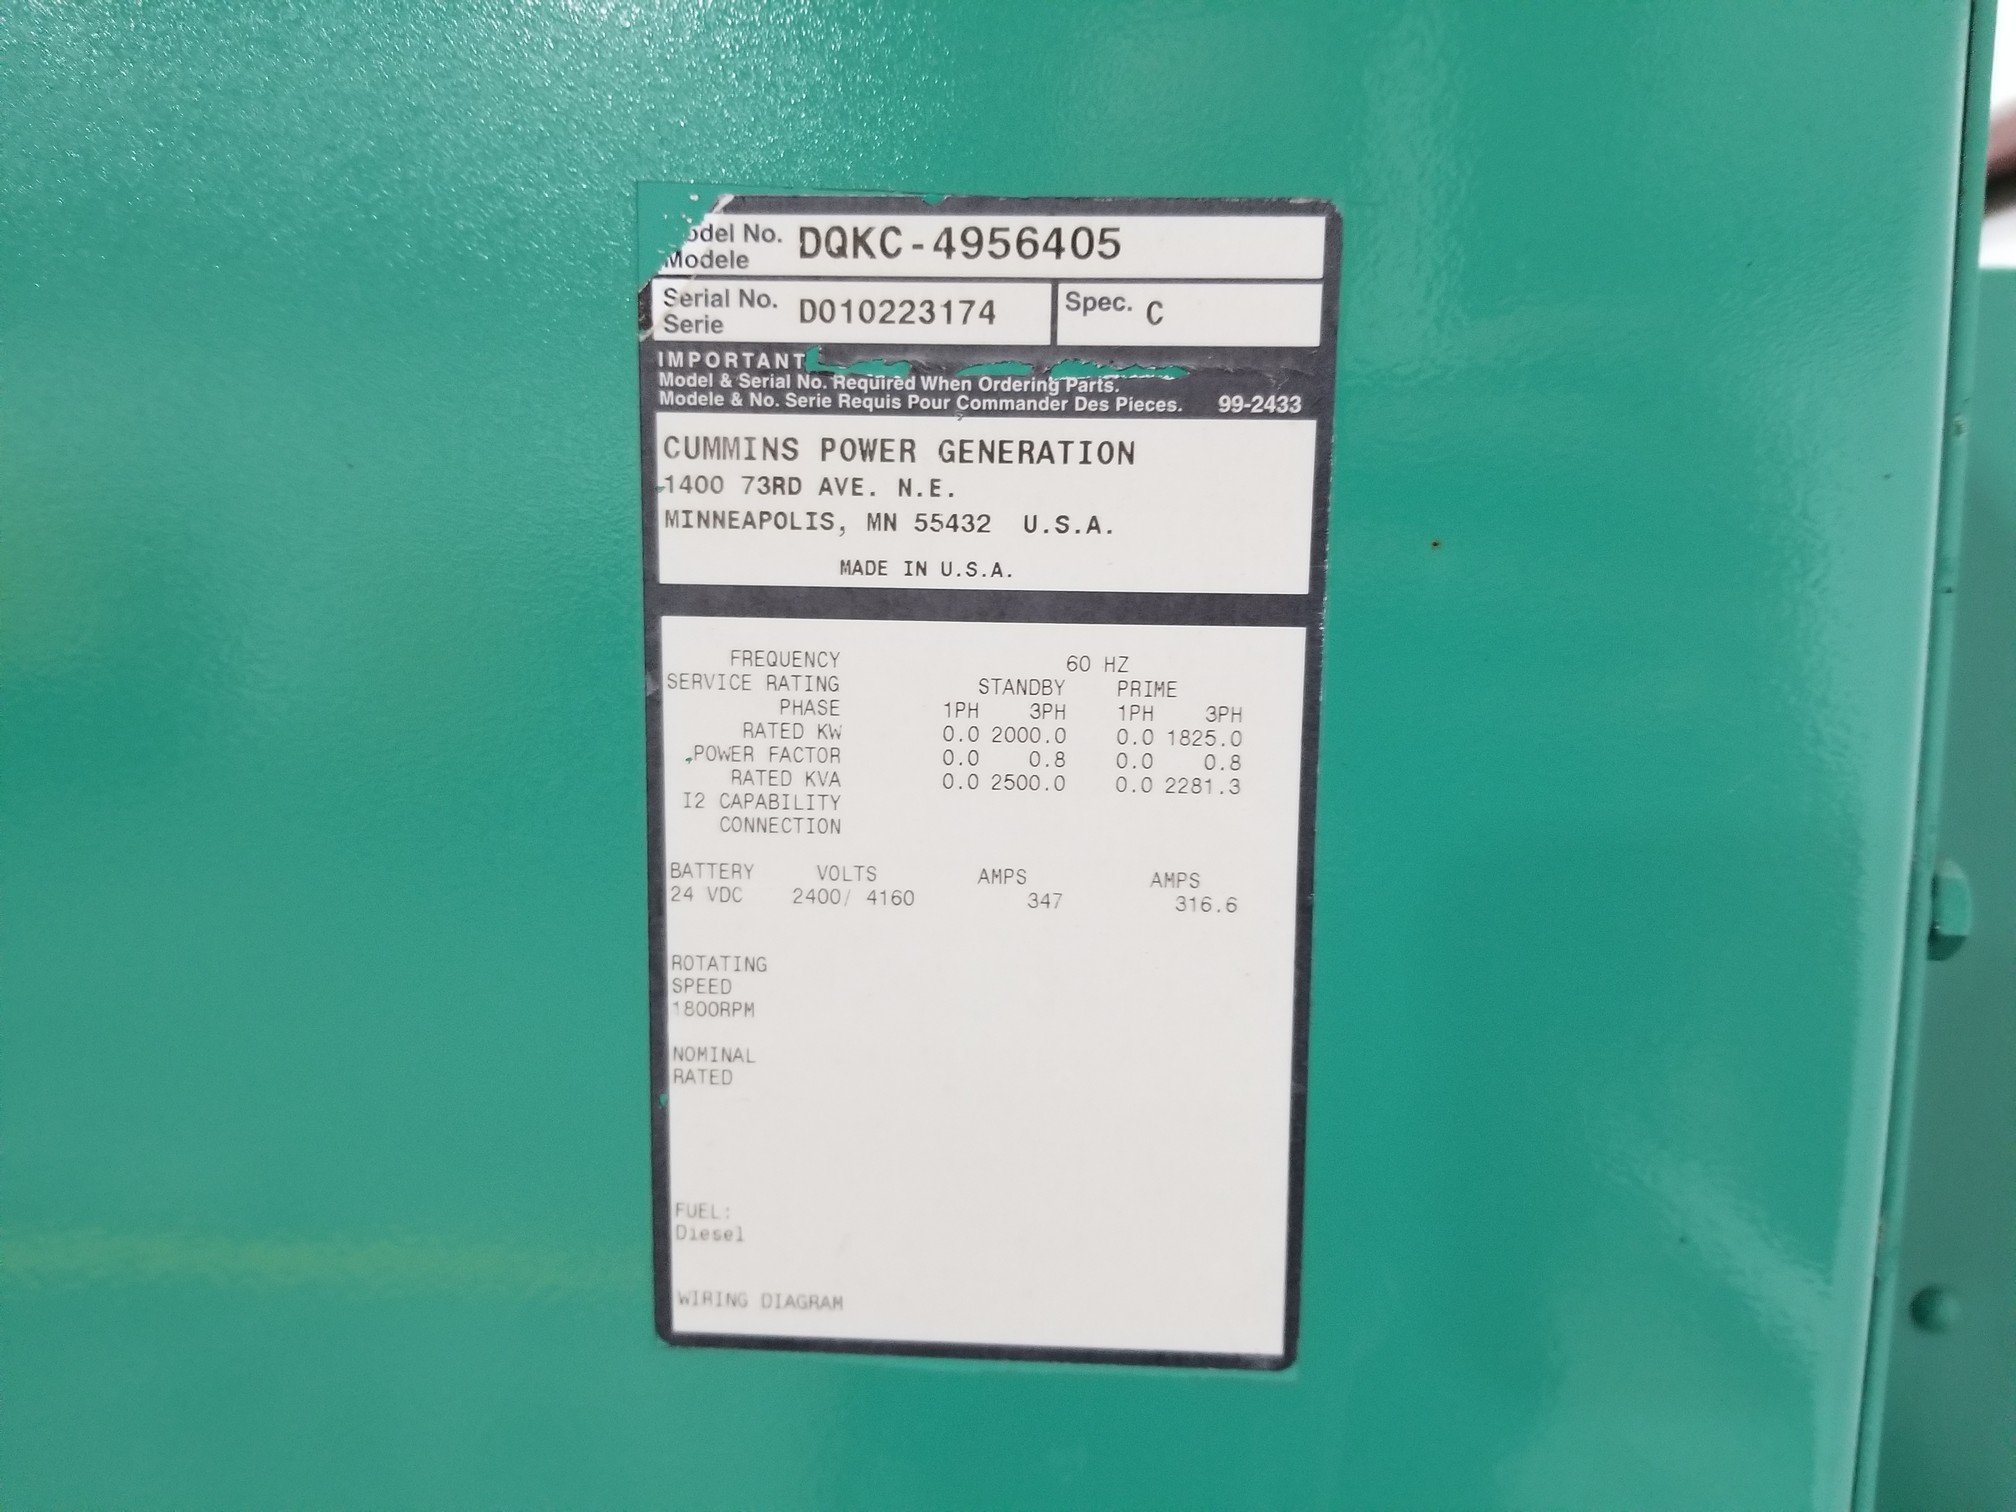 odel No. DQKC-4956405
Modele
Serial No. D010223174 Spec. C
Serie
IMPORTANT
Model & Serial No. Required When Ordering Parts.
Modele & No. Serie Requis Pour Commander Des Pieces. 99-2433
CUMMINS POWER GENERATION
1400 73RD AVE. N.E.
MINNEAPOLIS, MN 55432 U.S.A.
MADE IN U.S.A.
FREQUENCY 60 HZ
SERVICE RATING STANDBY PRIME
PHASE 1PH 3PH 1PH 3PH
RATED KW 0.0 2000.0 0.0 1825.0
POWER FACTOR 0.0 0.8 0.0 0.8
RATED KVA 0.0 2500.0 0.0 2281.3
I2 CAPABILITY
CONNECTION
BATTERY VOLTS AMPS AMPS
24 VDC 2400/ 4160 347 316.6
ROTATING
SPEED
1800RPM
NOMINAL
RATED
FUEL:
Diesel
WIRING DIAGRAM